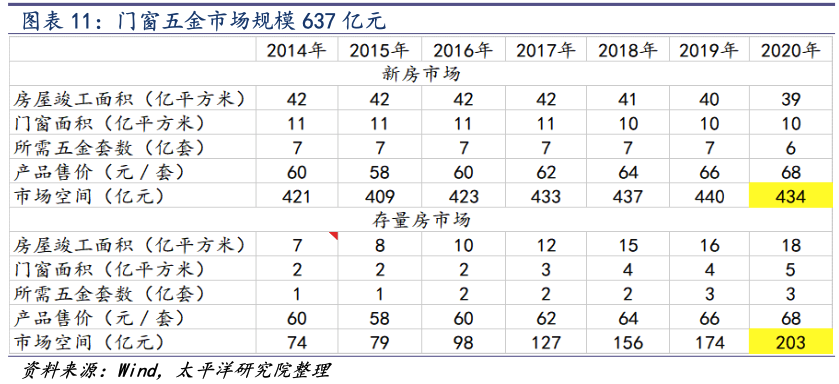 图表 11：门窗五金市场规模 637 亿元
2014年 2015年 2016年 2017年 2018年 2019年 2020年
新房市场
房屋竣工面积（亿平方米） 42 42 42 42 41 40 39
门窗面积（亿平方米） 11 11 11 11 10 10 10
所需五金套数（亿套） 7 7 7 7 7 7 6
产品售价（元 / 套） 60 58 60 62 64 66 68
市场空间（亿元） 421 409 423 433 437 440 434
存量房市场
房屋竣工面积（亿平方米） 7 8 10 12 15 16 18
门窗面积（亿平方米） 2 2 2 3 4 4 5
所需五金套数（亿套） 1 1 2 2 2 3 3
产品售价（元 / 套） 60 58 60 62 64 66 68
市场空间（亿元） 74 79 98 127 156 174 203
资料来源：Wind，太平洋研究院整理